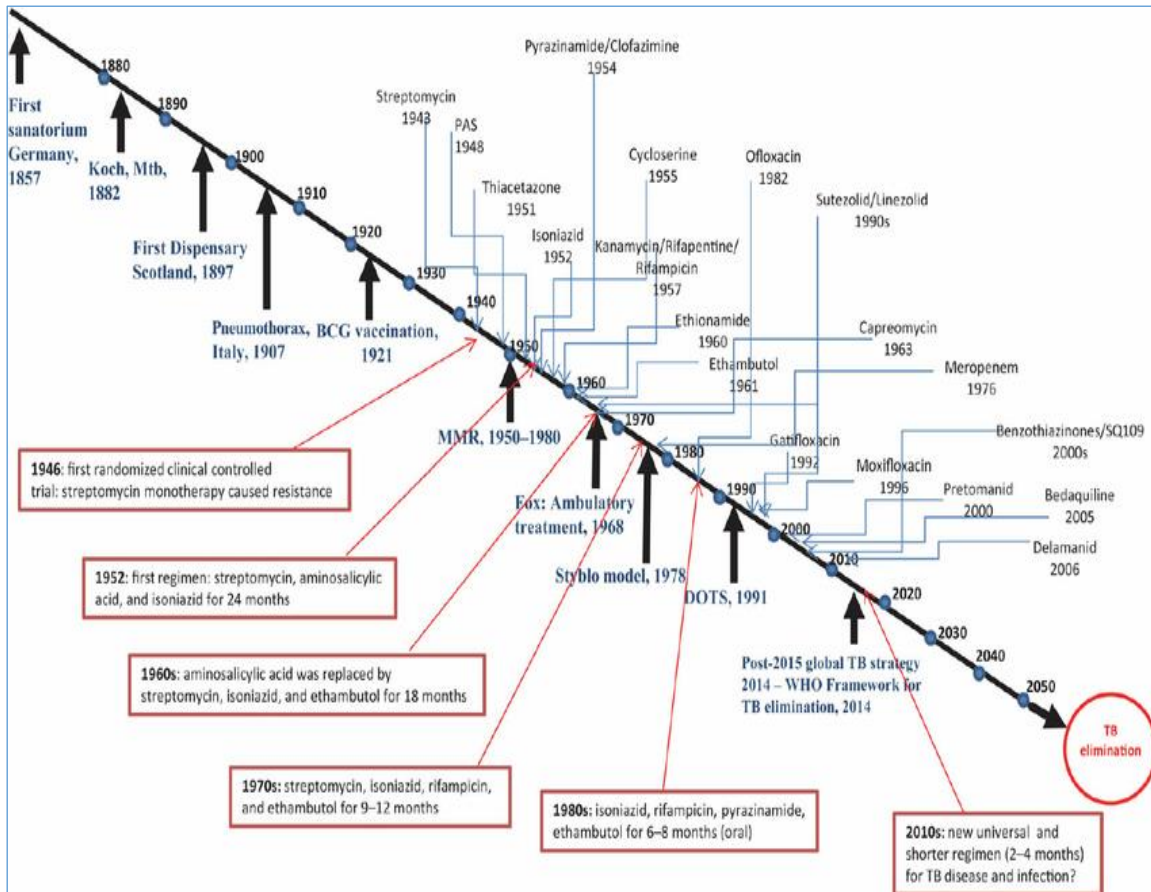 1880
1890
1900
1910
1920
1930
1940
1950
1960
1970
1980
1990
2000
2010
2020
2030
2040
2050
First
sanatorium
Germany,
1857
Koch, Mtb,
1882
First Dispensary
Scotland, 1897
Pneumothorax,
Italy, 1907
BCG vaccination,
1921
MMR, 1950–1980
Fox: Ambulatory
treatment, 1968
Styblo model, 1978
DOTS, 1991
Post-2015 global TB strategy
2014 – WHO Framework for
TB elimination, 2014
Streptomycin
1943
PAS
1948
Thiacetazone
1951
Isoniazid
1952
Pyrazinamide/Clofazimine
1954
Cycloserine
1955
Kanamycin/Rifapentine/
Rifampicin
1957
Ethionamide
1960
Ethambutol
1961
Capreomycin
1963
Meropenem
1976
Ofloxacin
1982
Sutezolid/Linezolid
1990s
Gatifloxacin
1992
Moxifloxacin
1996
Pretomanid
2000
Benzothiazinones/SQ109
2000s
Bedaquiline
2005
Delamanid
2006
1946: first randomized clinical controlled
trial: streptomycin monotherapy caused resistance
1952: first regimen: streptomycin, aminosalicylic
acid, and isoniazid for 24 months
1960s: aminosalicylic acid was replaced by
streptomycin, isoniazid, and ethambutol for 18 months
1970s: streptomycin, isoniazid, rifampicin,
and ethambutol for 9–12 months
1980s: isoniazid, rifampicin, pyrazinamide,
ethambutol for 6–8 months (oral)
2010s: new universal and
shorter regimen (2–4 months)
for TB disease and infection?
TB
elimination